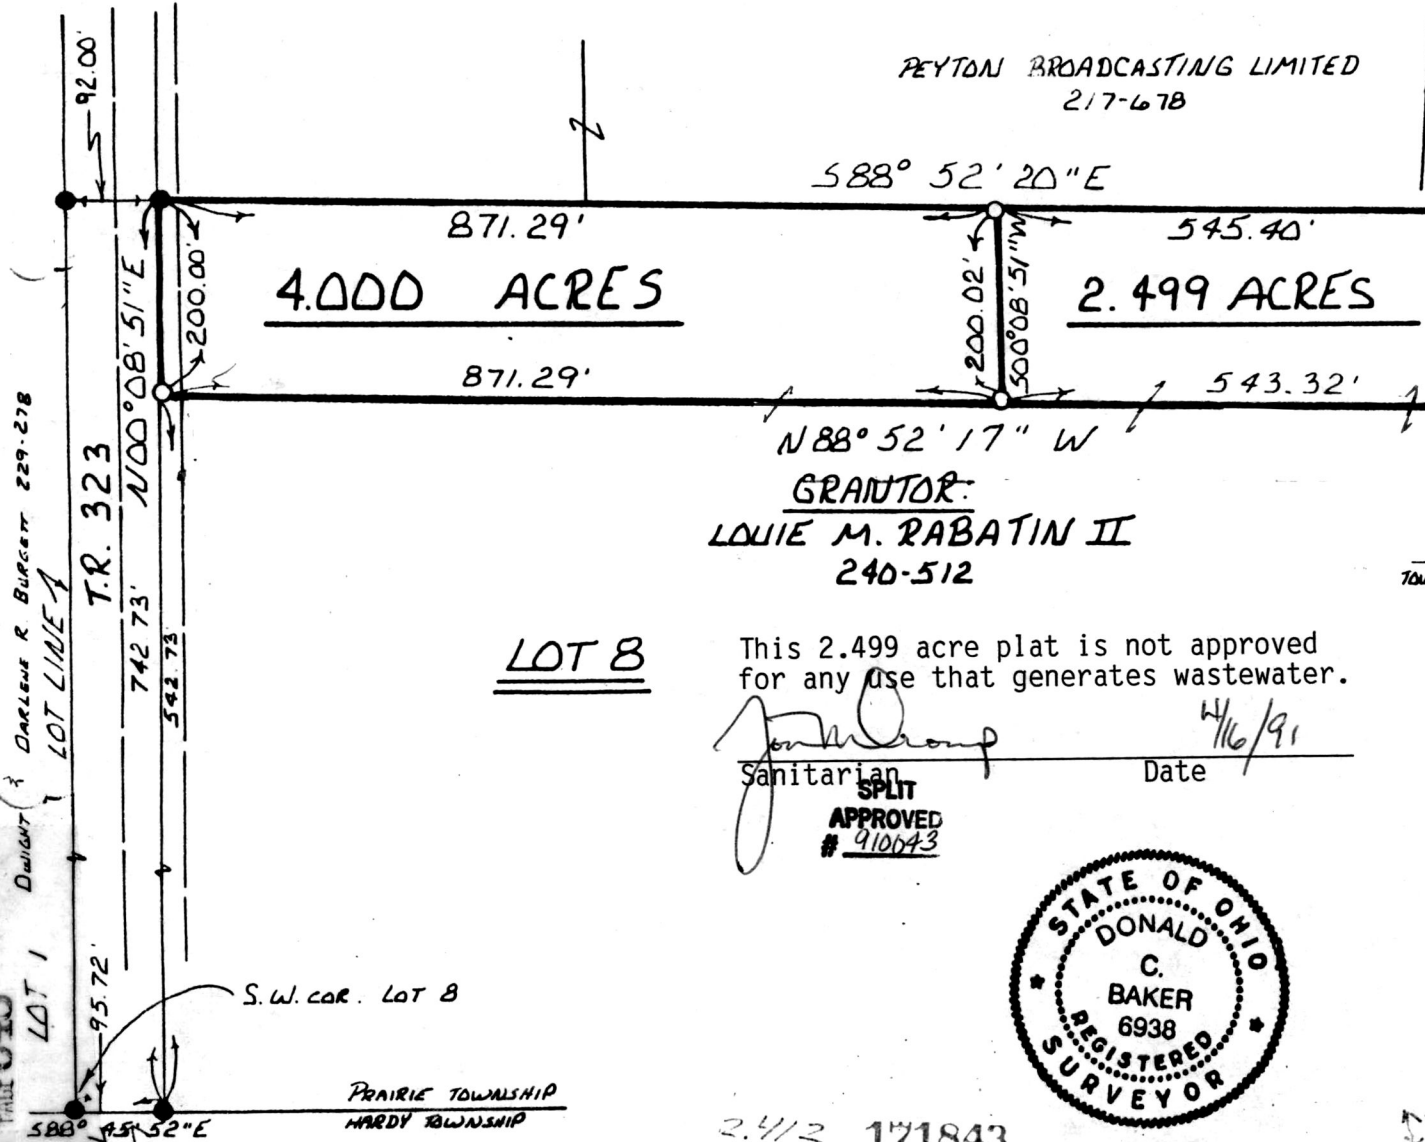 92.00'
PEYTON BROADCASTING LIMITED
217-678
S88° 52' 20"E
871.29'
545.40'
200.00'
N00°08'51"E
4.000 ACRES
200.02'
S00°08'51"W
2.499 ACRES
871.29'
543.32'
N88°52'17" W
GRANTOR:
LOUIE M. RABATIN II
240-512
T.R. 323
742.73'
542.73'
LOT LINE
DWIGHT & DARLENE R. BURGETT 229-278
LOT 1
LOT 8
This 2.499 acre plat is not approved
for any use that generates wastewater.
4/16/91
Sanitarian
Date
SPLIT
APPROVED
# 910043
STATE OF OHIO
DONALD
C.
BAKER
6938
REGISTERED
SURVEYOR
95.72'
S.W. COR. LOT 8
PRAIRIE TOWNSHIP
HARDY TOWNSHIP
S88° 45' 52"E
171843